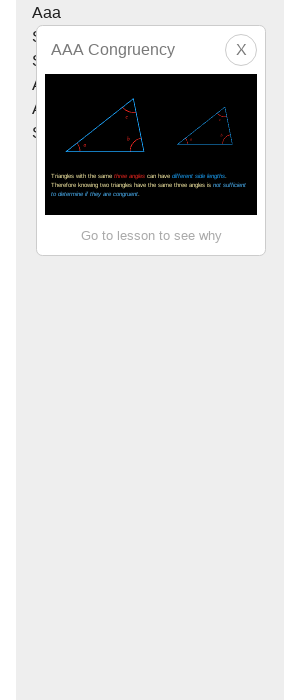 Aaa
S
AAA Congruency
X
S
S
A
A
S
Triangles with the same three angles can have different side lengths.
Therefore knowing two triangles have the same three angles is not sufficient
to determine if they are congruent.
Go to lesson to see why